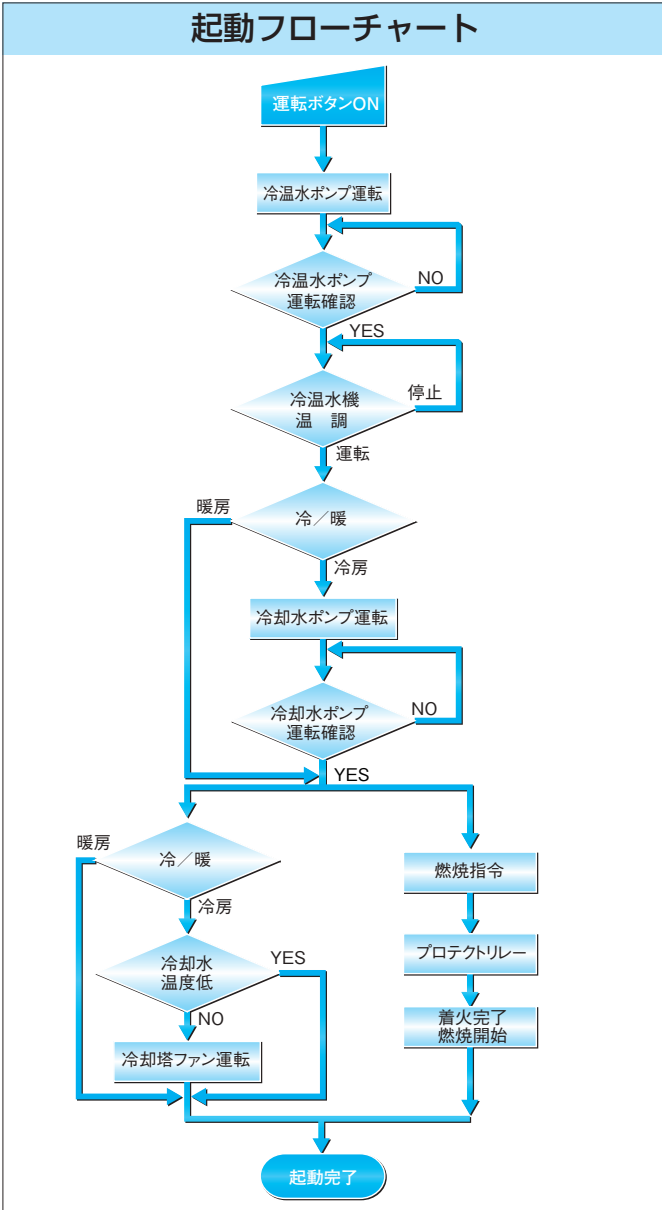 起動フローチャート
運転ボタンON
冷温水ポンプ運転
冷温水ポンプ
運転確認
NO
YES
冷温水機
温　調
停止
運転
暖房
冷／暖
冷房
冷却水ポンプ運転
冷却水ポンプ
運転確認
NO
YES
暖房
冷／暖
冷房
冷却水
温度低
YES
NO
冷却塔ファン運転
燃焼指令
プロテクトリレー
着火完了
燃焼開始
起動完了